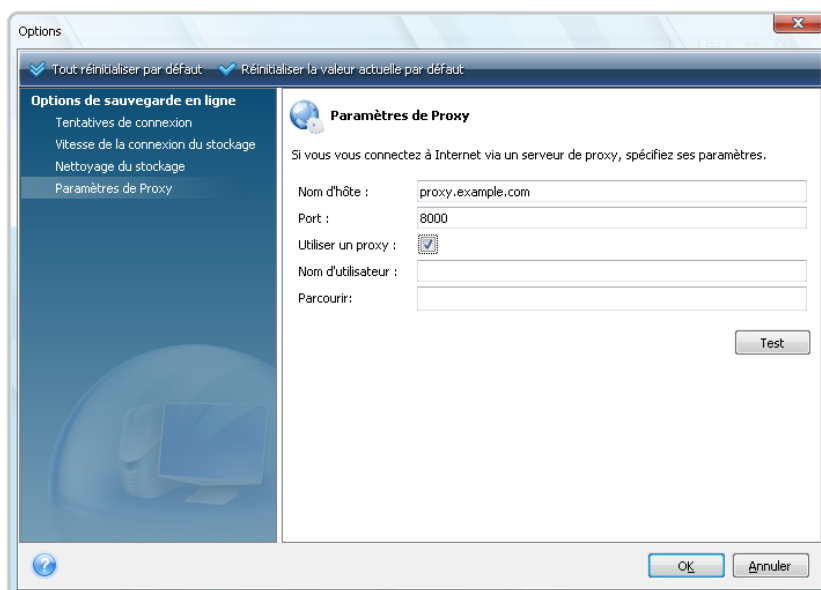 Options
Tout réinitialiser par défaut Réinitialiser la valeur actuelle par défaut
Options de sauvegarde en ligne
Tentatives de connexion
Vitesse de la connexion du stockage
Nettoyage du stockage
Paramètres de Proxy
Paramètres de Proxy
Si vous vous connectez à Internet via un serveur de proxy, spécifiez ses paramètres.
Nom d'hôte : proxy.example.com
Port : 8000
Utiliser un proxy :
Nom d'utilisateur :
Parcourir:
Test
OK Annuler